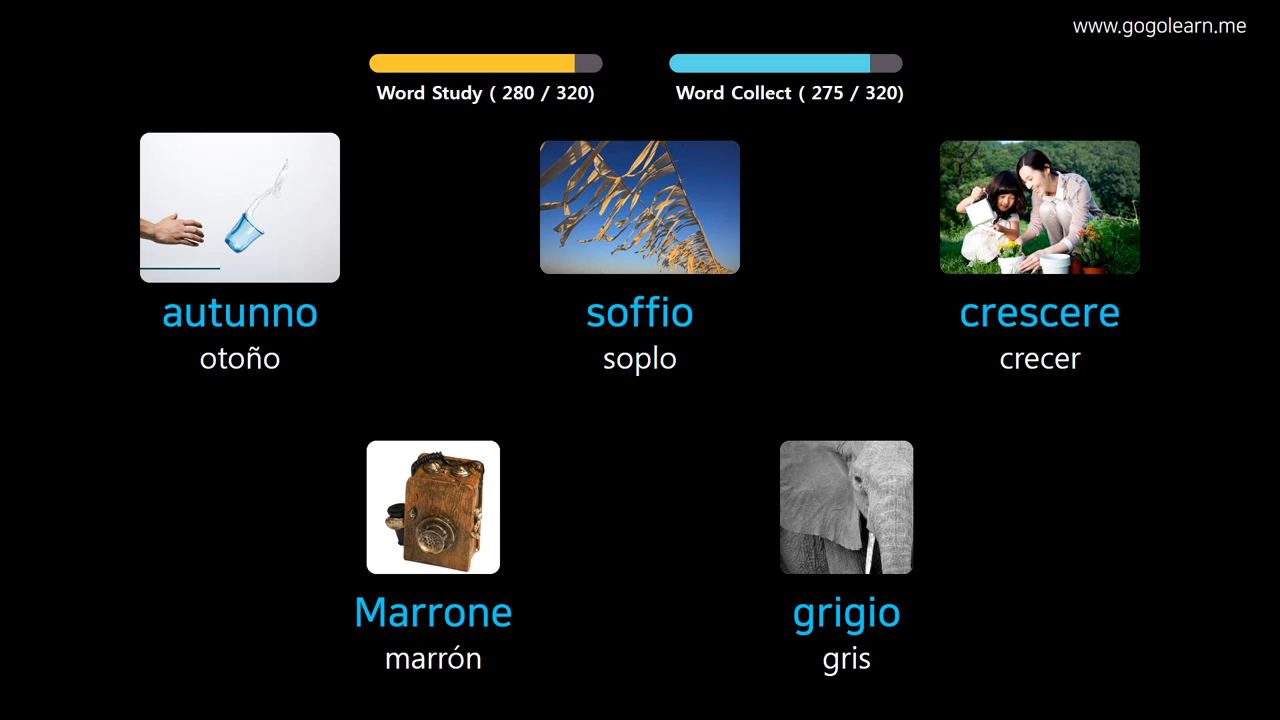 www.gogolearn.me
Word Study ( 280 / 320)
Word Collect ( 275 / 320)
autunno
otoño
soffio
soplo
crescere
crecer
Marrone
marrón
grigio
gris